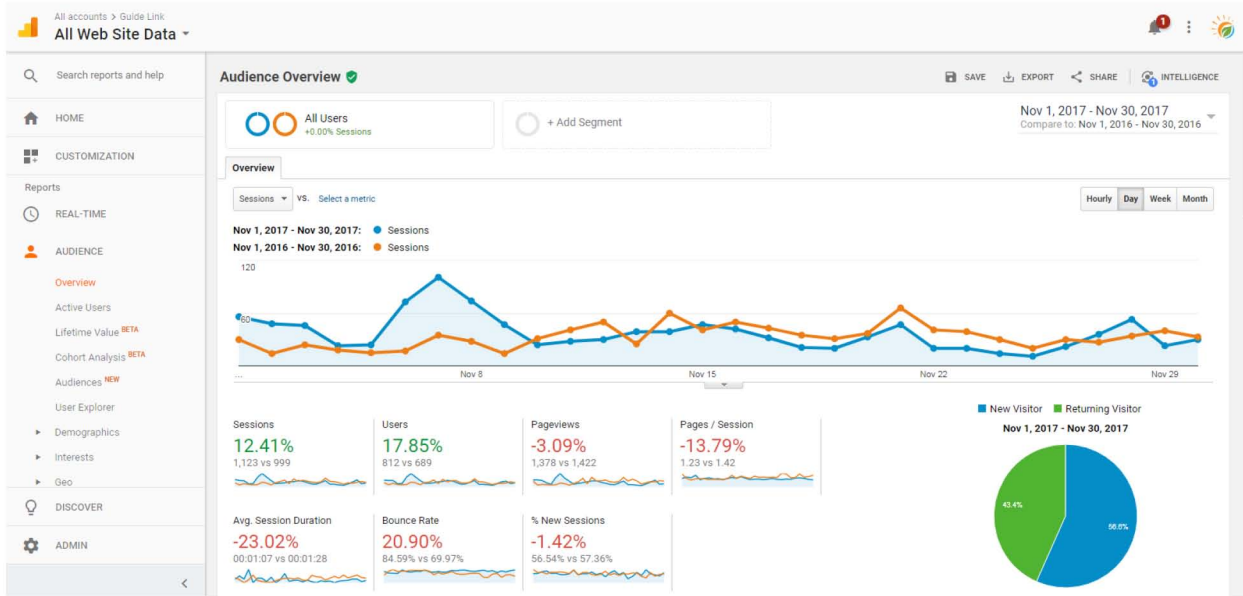 All accounts > Guide Link
All Web Site Data
1
Search reports and help
HOME
CUSTOMIZATION
Reports
REAL-TIME
AUDIENCE
Overview
Active Users
Lifetime Value BETA
Cohort Analysis BETA
Audiences NEW
User Explorer
Demographics
Interests
Geo
DISCOVER
ADMIN
Audience Overview
SAVE EXPORT SHARE 1 INTELLIGENCE
All Users
+0.00% Sessions
+ Add Segment
Nov 1, 2017 - Nov 30, 2017
Compare to: Nov 1, 2016 - Nov 30, 2016
Overview
Sessions VS. Select a metric
Hourly Day Week Month
Nov 1, 2017 - Nov 30, 2017: Sessions
Nov 1, 2016 - Nov 30, 2016: Sessions
120
60
... Nov 8 Nov 15 Nov 22 Nov 29
Sessions
12.41%
1,123 vs 999
Users
17.85%
812 vs 689
Pageviews
-3.09%
1,378 vs 1,422
Pages / Session
-13.79%
1.23 vs 1.42
Avg. Session Duration
-23.02%
00:01:07 vs 00:01:28
Bounce Rate
20.90%
84.59% vs 69.97%
% New Sessions
-1.42%
56.54% vs 57.36%
New Visitor Returning Visitor
Nov 1, 2017 - Nov 30, 2017
43.4%
56.6%